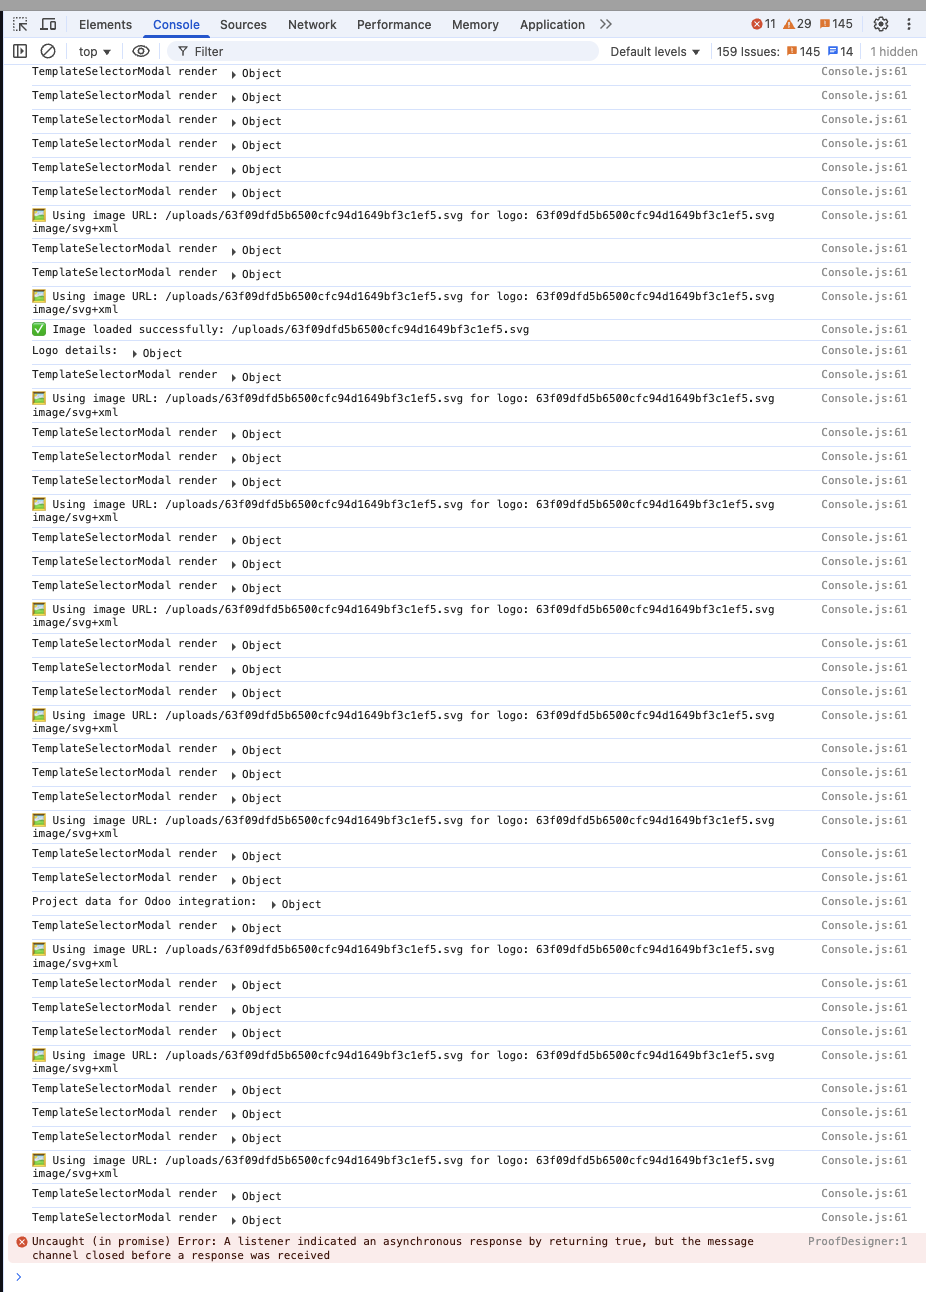 Elements Console Sources Network Performance Memory Application 11 29 145
top Filter Default levels 159 Issues: 145 14 1 hidden
TemplateSelectorModal render Object Console.js:61
TemplateSelectorModal render Object Console.js:61
TemplateSelectorModal render Object Console.js:61
TemplateSelectorModal render Object Console.js:61
TemplateSelectorModal render Object Console.js:61
TemplateSelectorModal render Object Console.js:61
🖼️ Using image URL: /uploads/63f09dfd5b6500cfc94d1649bf3c1ef5.svg for logo: 63f09dfd5b6500cfc94d1649bf3c1ef5.svg Console.js:61
image/svg+xml
TemplateSelectorModal render Object Console.js:61
TemplateSelectorModal render Object Console.js:61
🖼️ Using image URL: /uploads/63f09dfd5b6500cfc94d1649bf3c1ef5.svg for logo: 63f09dfd5b6500cfc94d1649bf3c1ef5.svg Console.js:61
image/svg+xml
✅ Image loaded successfully: /uploads/63f09dfd5b6500cfc94d1649bf3c1ef5.svg Console.js:61
Logo details: Object Console.js:61
TemplateSelectorModal render Object Console.js:61
🖼️ Using image URL: /uploads/63f09dfd5b6500cfc94d1649bf3c1ef5.svg for logo: 63f09dfd5b6500cfc94d1649bf3c1ef5.svg Console.js:61
image/svg+xml
TemplateSelectorModal render Object Console.js:61
TemplateSelectorModal render Object Console.js:61
TemplateSelectorModal render Object Console.js:61
🖼️ Using image URL: /uploads/63f09dfd5b6500cfc94d1649bf3c1ef5.svg for logo: 63f09dfd5b6500cfc94d1649bf3c1ef5.svg Console.js:61
image/svg+xml
TemplateSelectorModal render Object Console.js:61
TemplateSelectorModal render Object Console.js:61
TemplateSelectorModal render Object Console.js:61
🖼️ Using image URL: /uploads/63f09dfd5b6500cfc94d1649bf3c1ef5.svg for logo: 63f09dfd5b6500cfc94d1649bf3c1ef5.svg Console.js:61
image/svg+xml
TemplateSelectorModal render Object Console.js:61
TemplateSelectorModal render Object Console.js:61
TemplateSelectorModal render Object Console.js:61
🖼️ Using image URL: /uploads/63f09dfd5b6500cfc94d1649bf3c1ef5.svg for logo: 63f09dfd5b6500cfc94d1649bf3c1ef5.svg Console.js:61
image/svg+xml
TemplateSelectorModal render Object Console.js:61
TemplateSelectorModal render Object Console.js:61
TemplateSelectorModal render Object Console.js:61
🖼️ Using image URL: /uploads/63f09dfd5b6500cfc94d1649bf3c1ef5.svg for logo: 63f09dfd5b6500cfc94d1649bf3c1ef5.svg Console.js:61
image/svg+xml
TemplateSelectorModal render Object Console.js:61
TemplateSelectorModal render Object Console.js:61
Project data for Odoo integration: Object Console.js:61
TemplateSelectorModal render Object Console.js:61
🖼️ Using image URL: /uploads/63f09dfd5b6500cfc94d1649bf3c1ef5.svg for logo: 63f09dfd5b6500cfc94d1649bf3c1ef5.svg Console.js:61
image/svg+xml
TemplateSelectorModal render Object Console.js:61
TemplateSelectorModal render Object Console.js:61
TemplateSelectorModal render Object Console.js:61
🖼️ Using image URL: /uploads/63f09dfd5b6500cfc94d1649bf3c1ef5.svg for logo: 63f09dfd5b6500cfc94d1649bf3c1ef5.svg Console.js:61
image/svg+xml
TemplateSelectorModal render Object Console.js:61
TemplateSelectorModal render Object Console.js:61
TemplateSelectorModal render Object Console.js:61
🖼️ Using image URL: /uploads/63f09dfd5b6500cfc94d1649bf3c1ef5.svg for logo: 63f09dfd5b6500cfc94d1649bf3c1ef5.svg Console.js:61
image/svg+xml
TemplateSelectorModal render Object Console.js:61
TemplateSelectorModal render Object Console.js:61
Uncaught (in promise) Error: A listener indicated an asynchronous response by returning true, but the message ProofDesigner:1
channel closed before a response was received